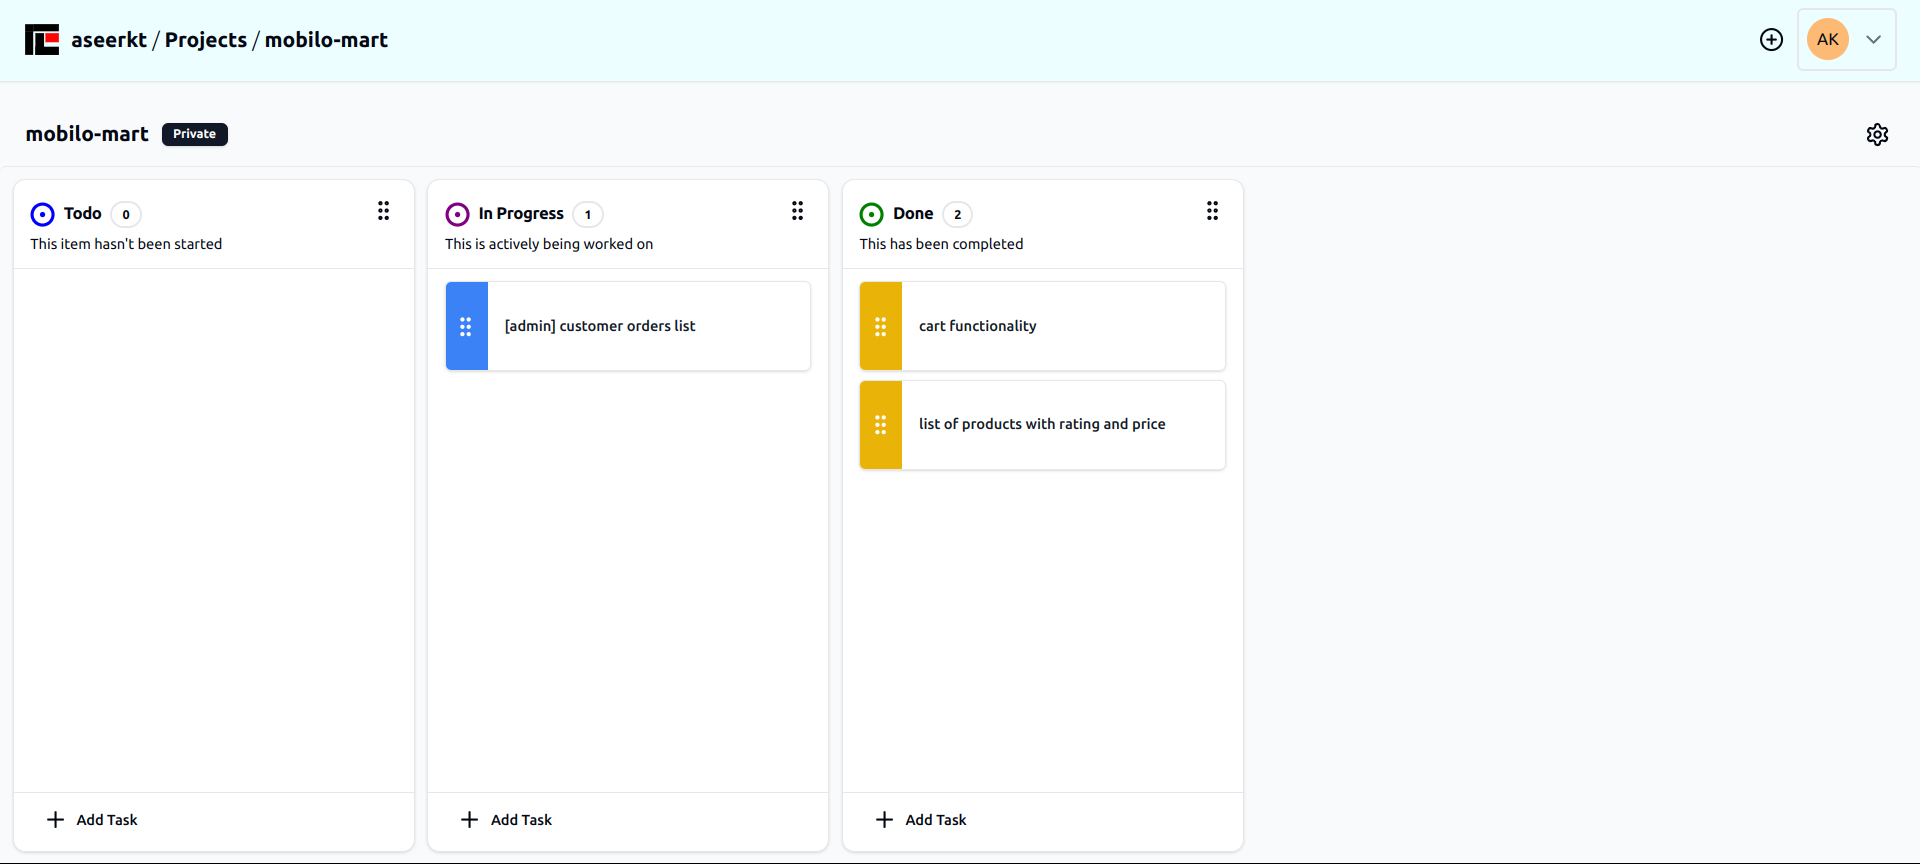 aseerkt / Projects / mobilo-mart
AK
mobilo-mart Private
Todo 0
This item hasn't been started
Add Task
In Progress 1
This is actively being worked on
[admin] customer orders list
Add Task
Done 2
This has been completed
cart functionality
list of products with rating and price
Add Task